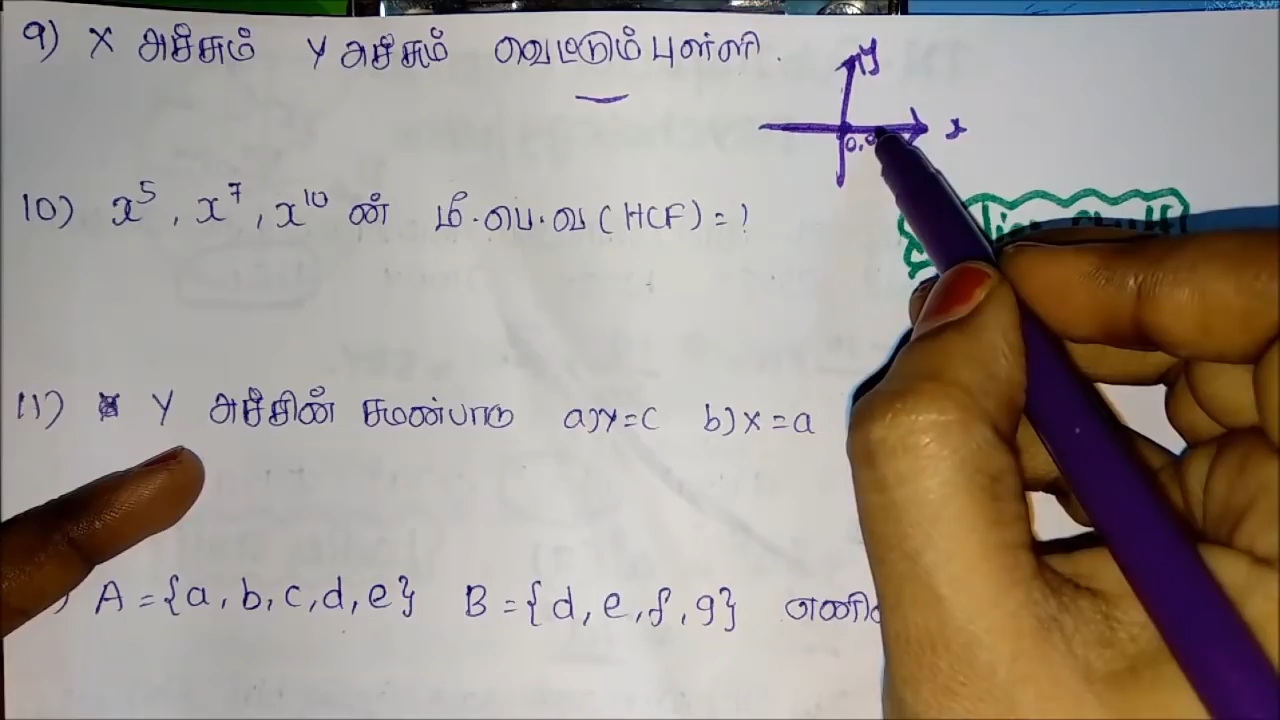 9) X அச்சும் Y அச்சும் வெட்டும் புள்ளி.
y
x
10) x⁵, x⁷, x¹⁰ ன் மீ.பெ.வ (HCF) = ?
11) Y அச்சின் சமன்பாடு a) y=c b) x=a
A = {a, b, c, d, e} B = {d, e, f, g}